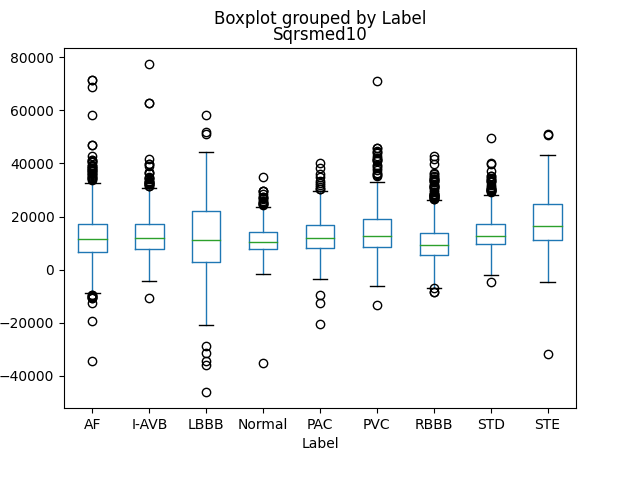 Boxplot grouped by Label
Sqrsmed10
80000
60000
40000
20000
0
−20000
−40000
AF I-AVB LBBB Normal PAC PVC RBBB STD STE
Label